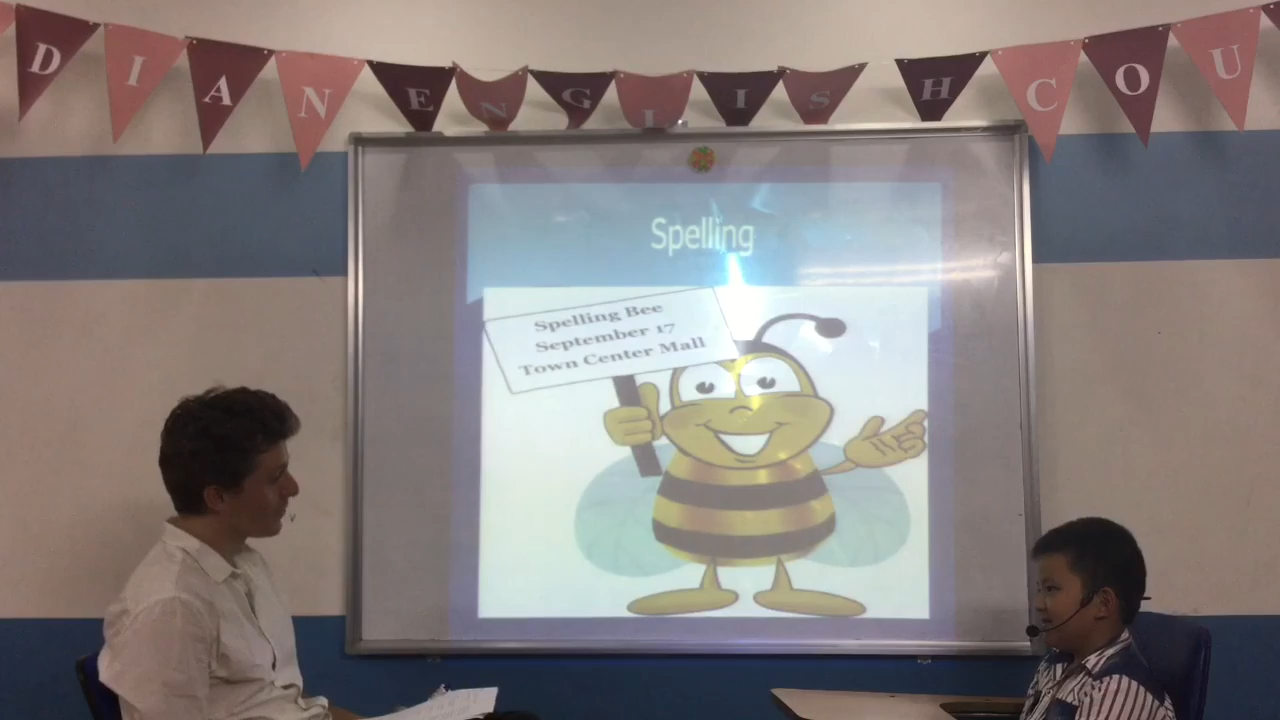 DIAN ENGLISH COU
Spelling
Spelling Bee
September 17
Town Center Mall